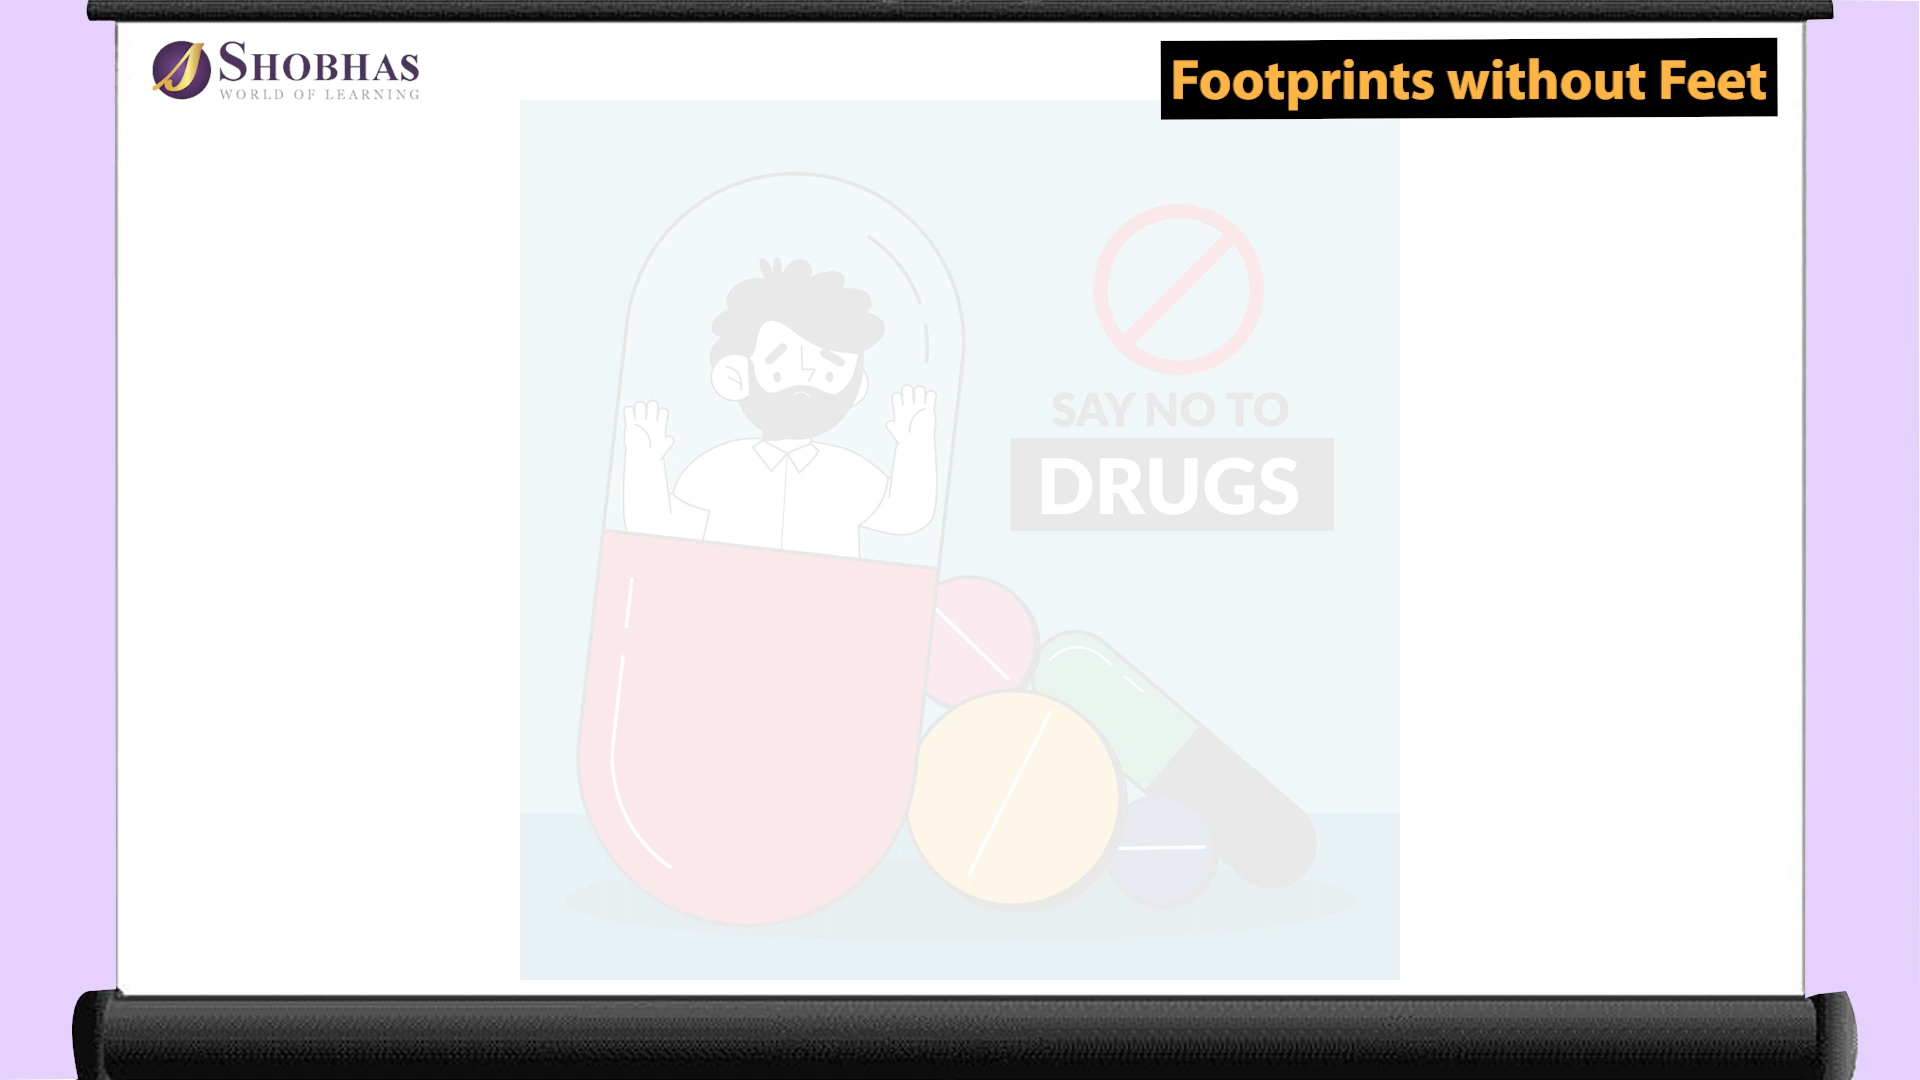 SHOBHAS
WORLD OF LEARNING
Footprints without Feet
SAY NO TO
DRUGS